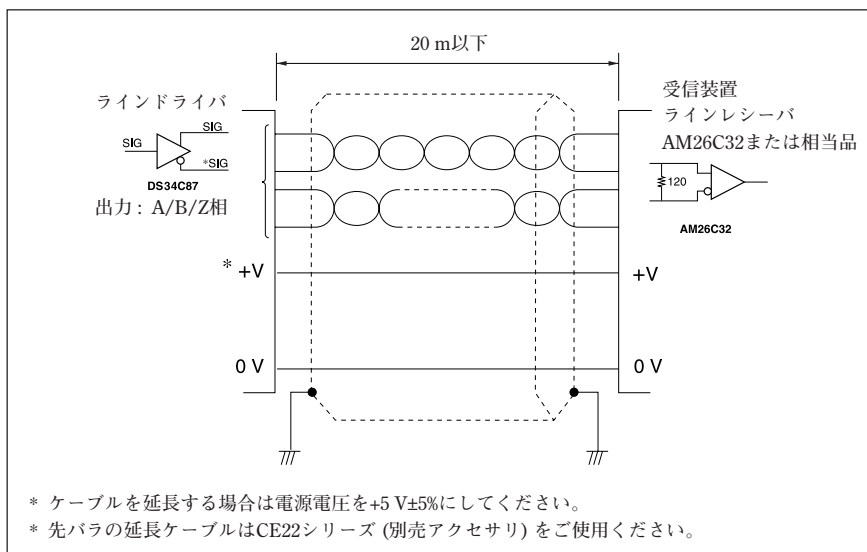 20 m以下
ラインドライバ
SIG
SIG
*SIG
DS34C87
出力 : A/B/Z相
受信装置
ラインレシーバ
AM26C32または相当品
120
AM26C32
* +V
+V
0 V
0 V
* ケーブルを延長する場合は電源電圧を+5 V±5%にしてください。
* 先バラの延長ケーブルはCE22シリーズ (別売アクセサリ) をご使用ください。